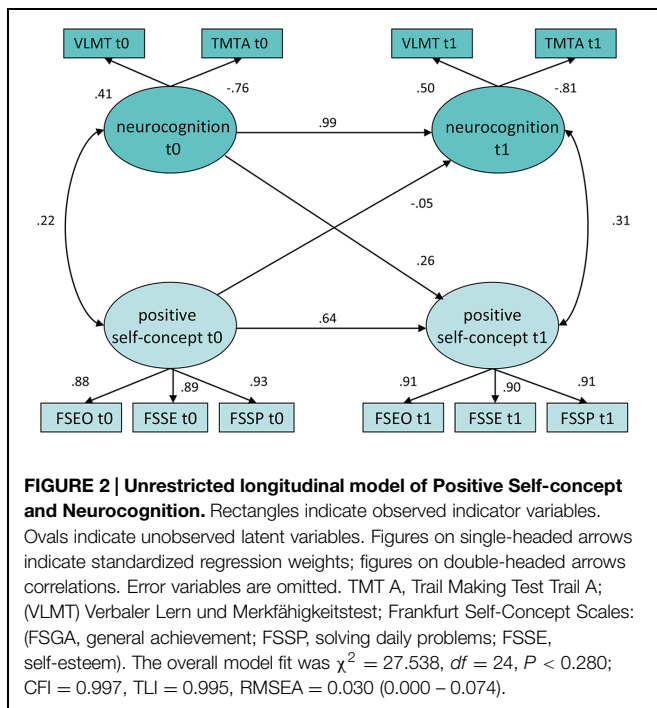 VLMT t0 TMTA t0 VLMT t1 TMTA t1
.41 -.76 .50 -.81
neurocognition t0
.99
neurocognition t1
-.05
.22 .31
.26
positive self-concept t0
.64
positive self-concept t1
.88 .89 .93 .91 .90 .91
FSEO t0 FSSE t0 FSSP t0 FSEO t1 FSSE t1 FSSP t1
FIGURE 2 | Unrestricted longitudinal model of Positive Self-concept
and Neurocognition. Rectangles indicate observed indicator variables.
Ovals indicate unobserved latent variables. Figures on single-headed arrows
indicate standardized regression weights; figures on double-headed arrows
correlations. Error variables are omitted. TMT A, Trail Making Test Trail A;
(VLMT) Verbaler Lern und Merkfähigkeitstest; Frankfurt Self-Concept Scales:
(FSGA, general achievement; FSSP, solving daily problems; FSSE,
self-esteem). The overall model fit was χ² = 27.538, df = 24, P < 0.280;
CFI = 0.997, TLI = 0.995, RMSEA = 0.030 (0.000 – 0.074).